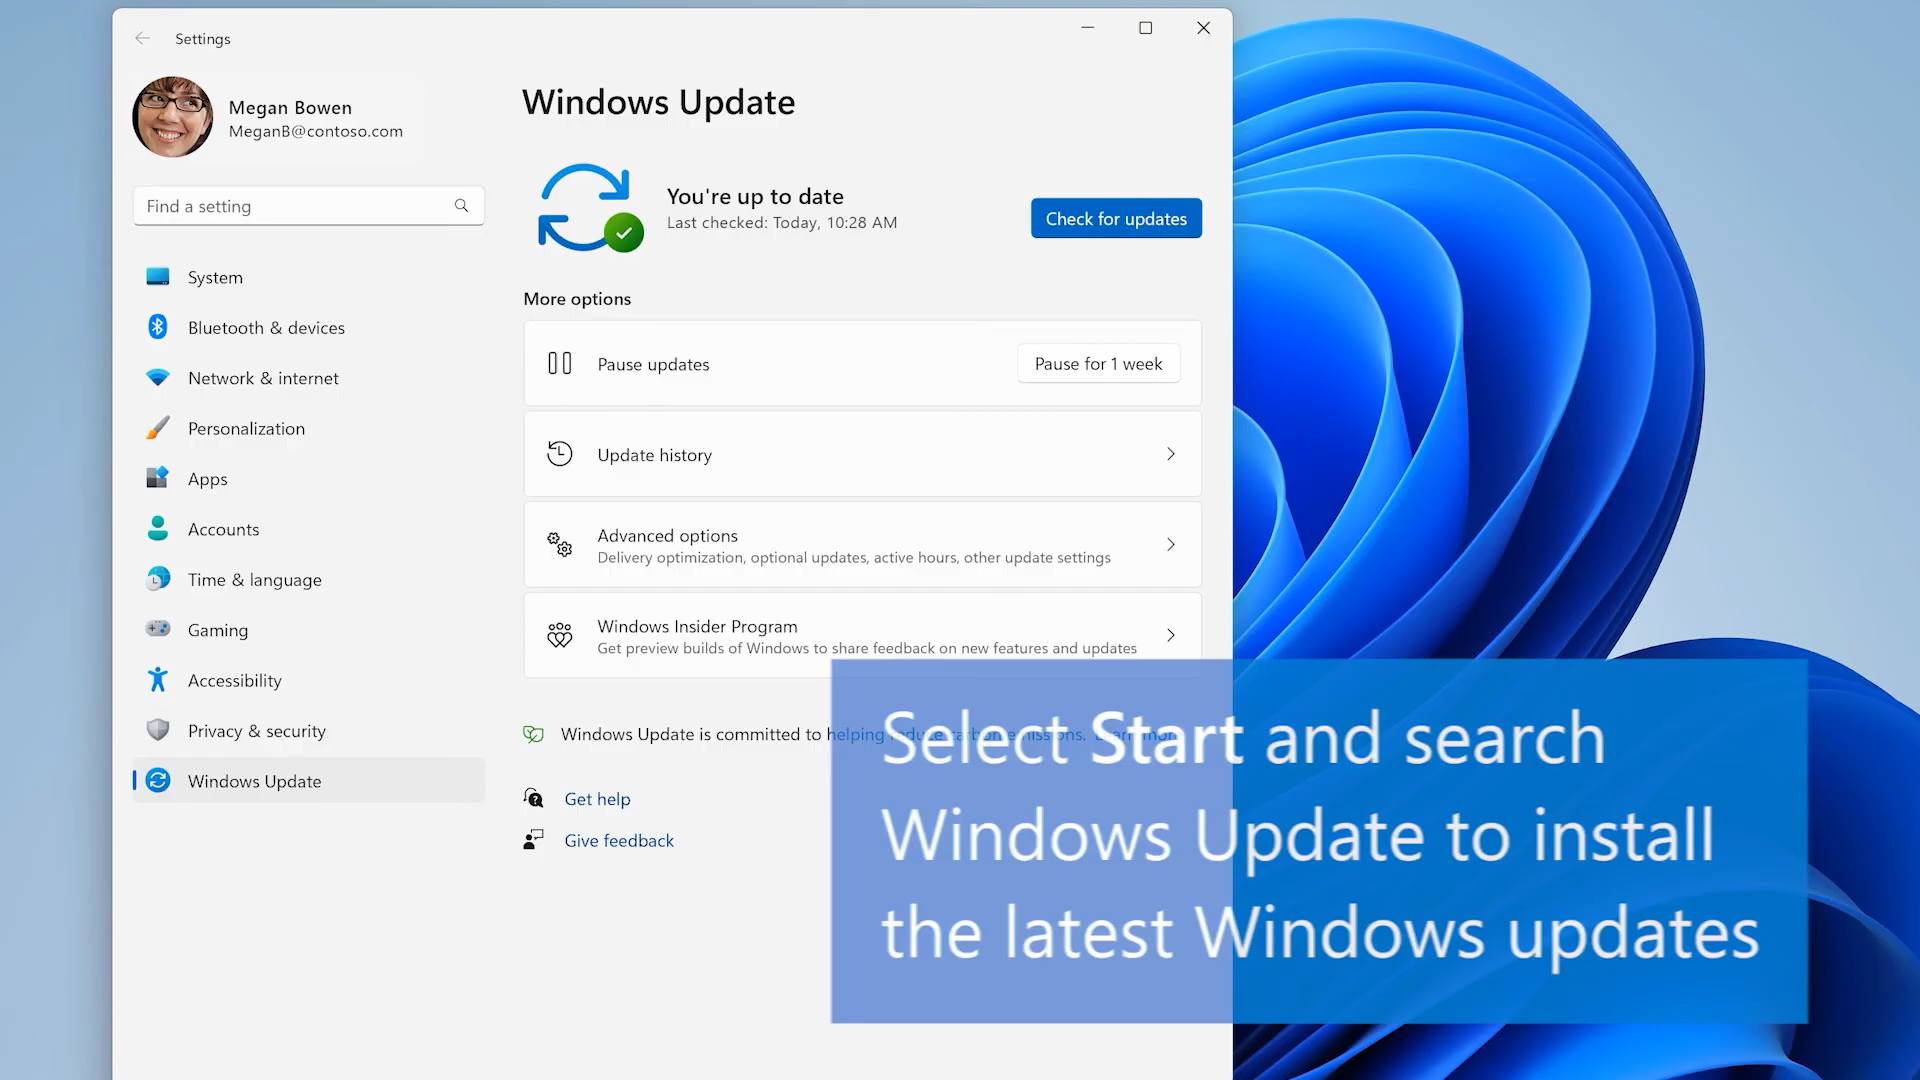 Settings
Megan Bowen
MeganB@contoso.com
Find a setting
System
Bluetooth & devices
Network & internet
Personalization
Apps
Accounts
Time & language
Gaming
Accessibility
Privacy & security
Windows Update
Windows Update
You're up to date
Last checked: Today, 10:28 AM
Check for updates
More options
Pause updates
Pause for 1 week
Update history
Advanced options
Delivery optimization, optional updates, active hours, other update settings
Windows Insider Program
Get preview builds of Windows to share feedback on new features and updates
Windows Update is committed to helping reduce carbon emissions. Learn more
Get help
Give feedback
Select Start and search
Windows Update to install
the latest Windows updates